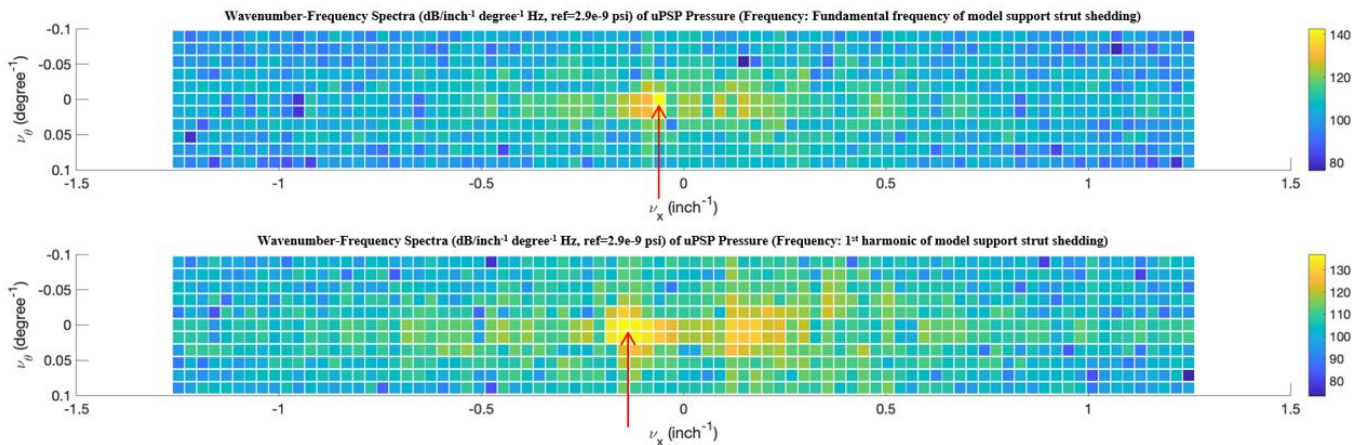 Wavenumber-Frequency Spectra (dB/inch⁻¹ degree⁻¹ Hz, ref=2.9e-9 psi) of uPSP Pressure (Frequency: Fundamental frequency of model support strut shedding)
-0.1
-0.05
0
0.05
0.1
ν_θ (degree⁻¹)
-1.5 -1 -0.5 0 0.5 1 1.5
ν_x (inch⁻¹)
140
120
100
80
Wavenumber-Frequency Spectra (dB/inch⁻¹ degree⁻¹ Hz, ref=2.9e-9 psi) of uPSP Pressure (Frequency: 1ˢᵗ harmonic of model support strut shedding)
-0.1
-0.05
0
0.05
0.1
ν_θ (degree⁻¹)
-1.5 -1 -0.5 0 0.5 1 1.5
ν_x (inch⁻¹)
130
120
110
100
90
80